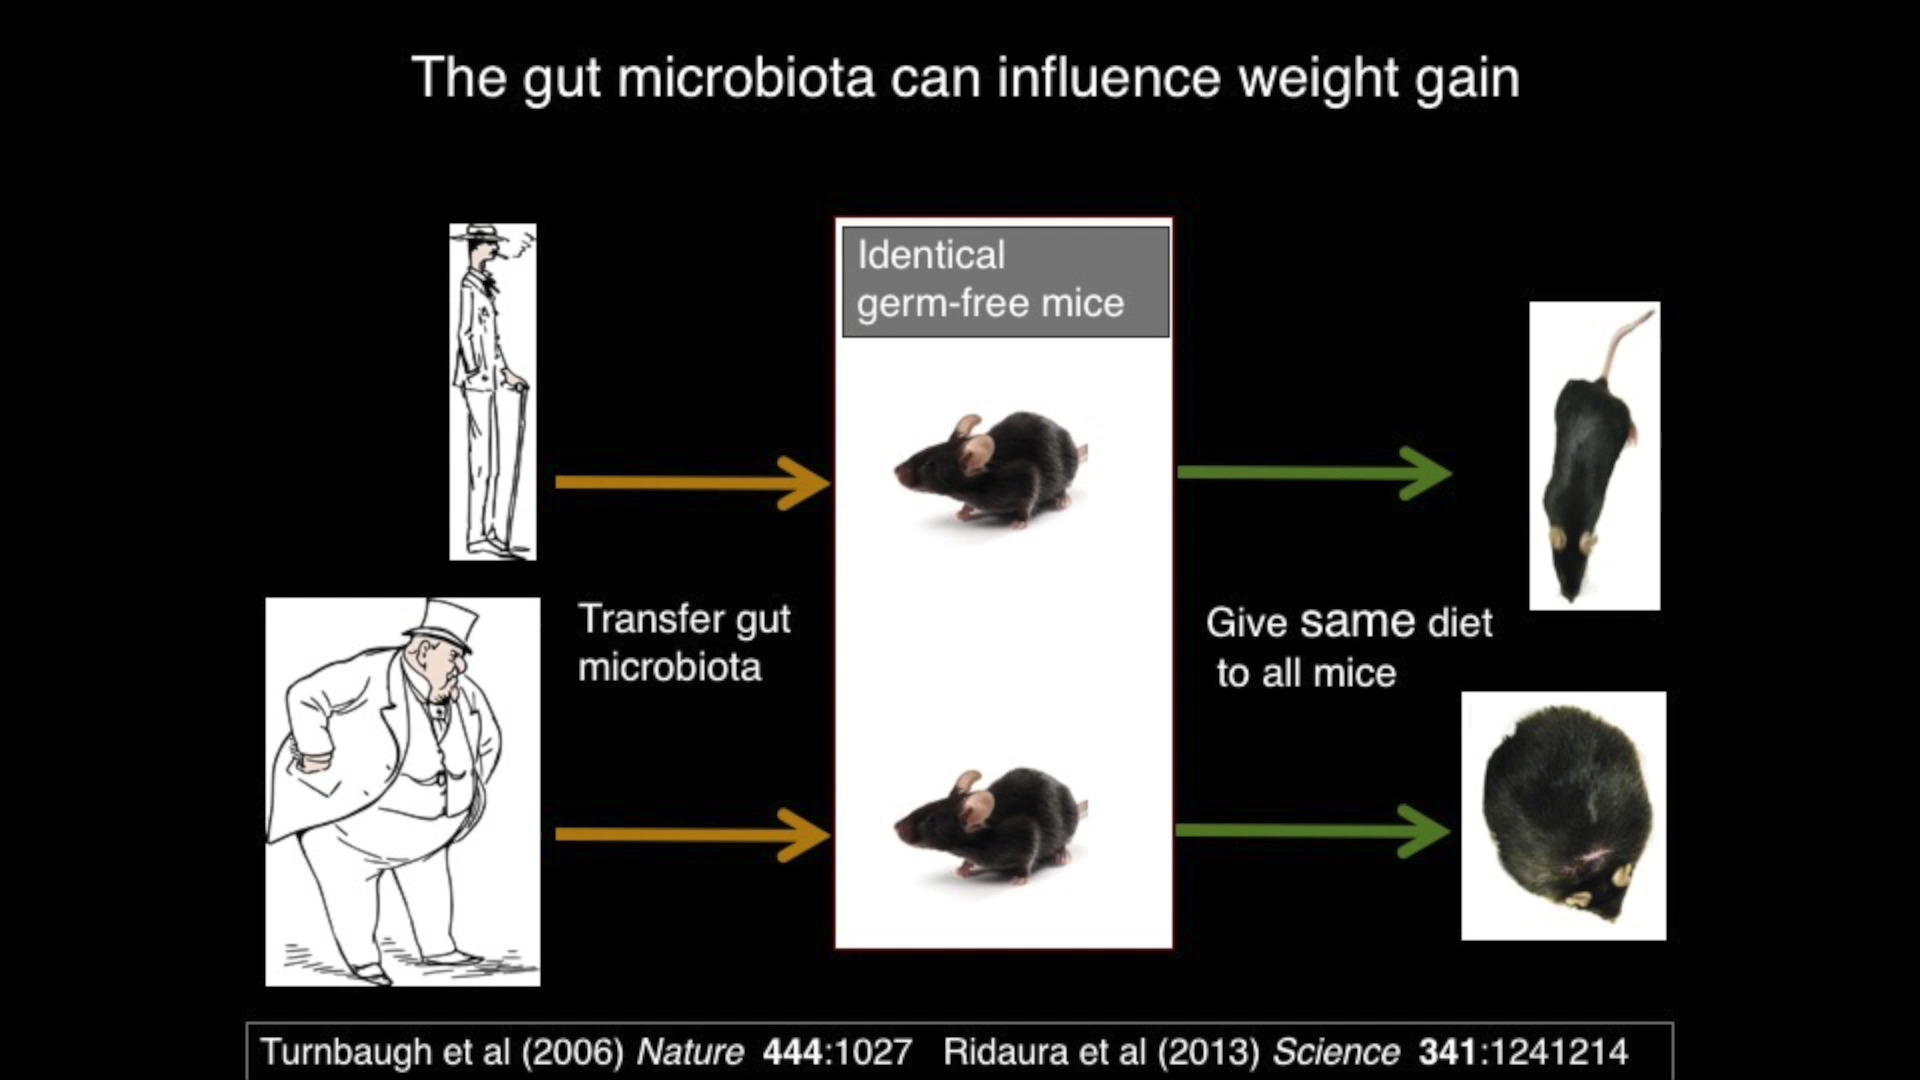 The gut microbiota can influence weight gain
Identical
germ-free mice
Transfer gut
microbiota
Give same diet
to all mice
Turnbaugh et al (2006) Nature 444:1027 Ridaura et al (2013) Science 341:1241214